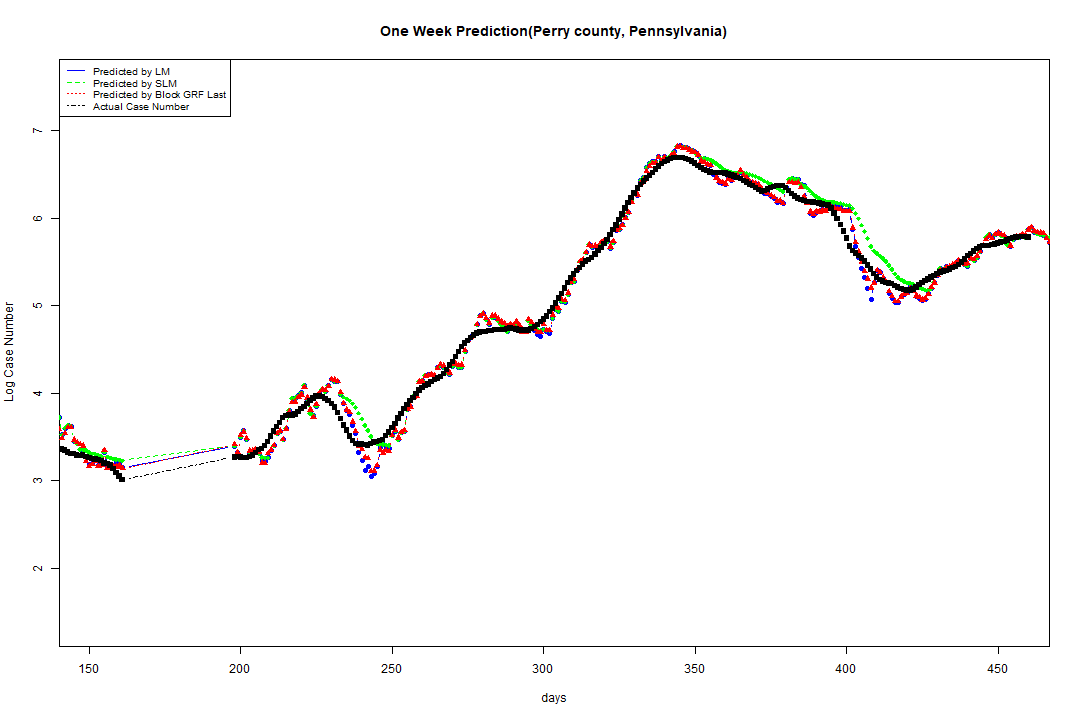 One Week Prediction(Perry county, Pennsylvania)
Predicted by LM
Predicted by SLM
Predicted by Block GRF Last
Actual Case Number
Log Case Number
7
6
5
4
3
2
150 200 250 300 350 400 450
days